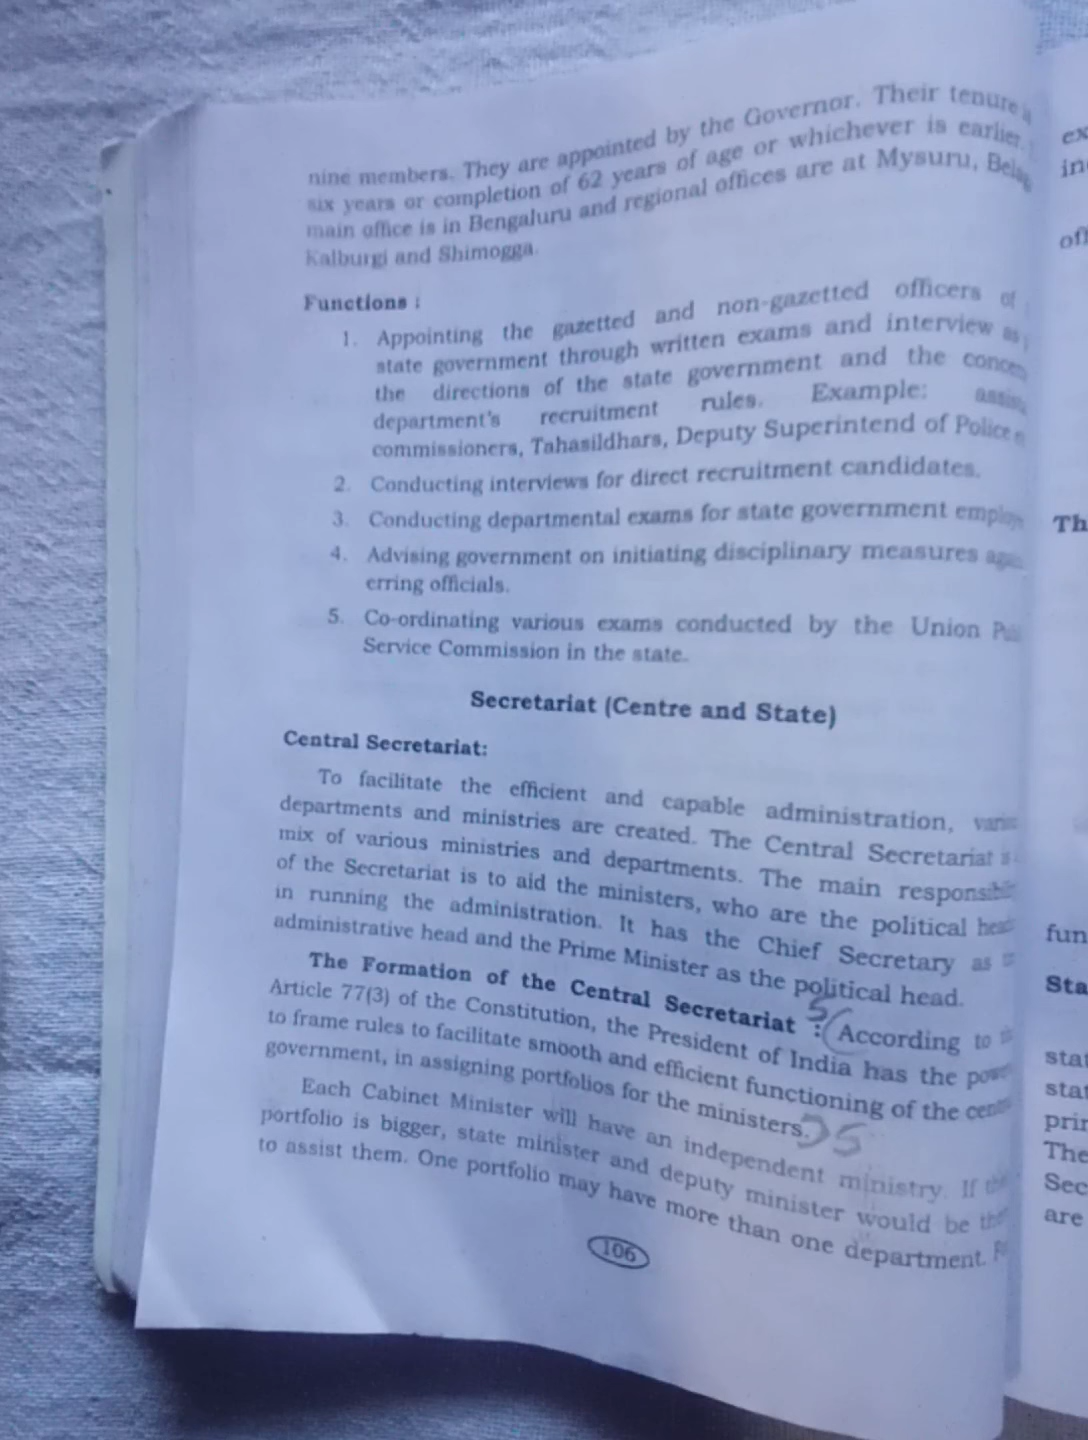 nine members. They are appointed by the Governor. Their tenure
six years or completion of 62 years of age or whichever is earlier.
main office is in Bengaluru and regional offices are at Mysuru,
Kalburgi and Shimogga.
Functions :
1. Appointing the gazetted and non-gazetted officers of
state government through written exams and interview as
the directions of the state government and the
department's recruitment rules. Example:
commissioners, Tahasildhars, Deputy Superintend of Police
2. Conducting interviews for direct recruitment candidates.
3. Conducting departmental exams for state government
4. Advising government on initiating disciplinary measures
erring officials.
5. Co-ordinating various exams conducted by the Union
Service Commission in the state.
Secretariat (Centre and State)
Central Secretariat:
To facilitate the efficient and capable administration,
departments and ministries are created. The Central Secretariat
mix of various ministries and departments. The main
of the Secretariat is to aid the ministers, who are the political
in running the administration. It has the Chief Secretary as
administrative head and the Prime Minister as the political head.
The Formation of the Central Secretariat : According to
Article 77(3) of the Constitution, the President of India has the
to frame rules to facilitate smooth and efficient functioning of the
government, in assigning portfolios for the ministers.
Each Cabinet Minister will have an independent ministry. If
portfolio is bigger, state minister and deputy minister would be
to assist them. One portfolio may have more than one department.
106
in
Th
fun
Sta
stat
stat
prin
The
Sec
are